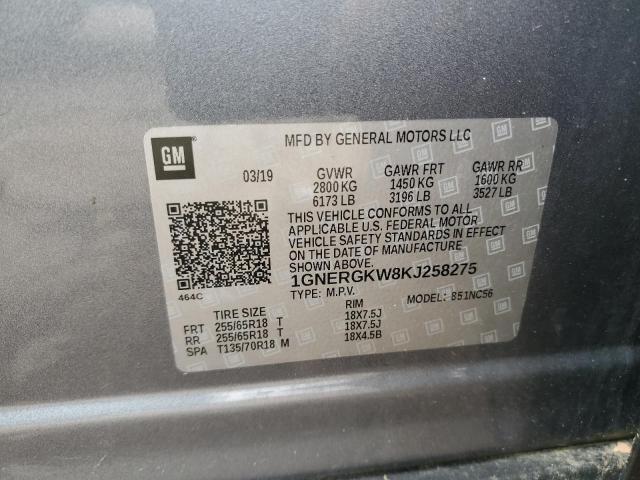 GM
MFD BY GENERAL MOTORS LLC
03/19 GVWR GAWR FRT GAWR RR
2800 KG 1450 KG 1600 KG
6173 LB 3196 LB 3527 LB
THIS VEHICLE CONFORMS TO ALL
APPLICABLE U.S. FEDERAL MOTOR
VEHICLE SAFETY STANDARDS IN EFFECT
ON THE DATE OF MANUFACTURE
SHOWN ABOVE.
1GNERGKW8KJ258275
464C
TYPE: M.P.V. MODEL: 851NC56
TIRE SIZE RIM
FRT 255/65R18 T 18X7.5J
RR 255/65R18 T 18X7.5J
SPA T135/70R18 M 18X4.5B